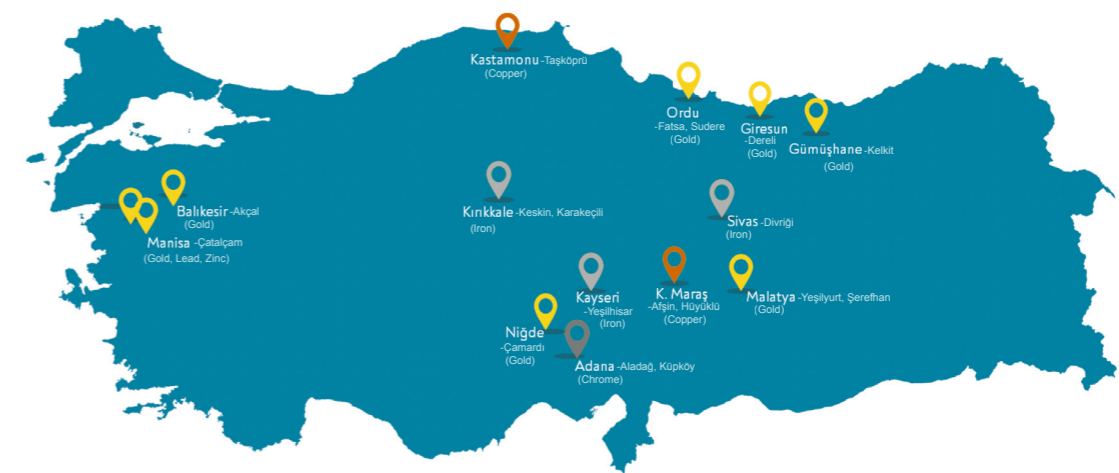 Kastamonu -Taşköprü
(Copper)
Ordu
-Fatsa, Sudere
(Gold)
Giresun
-Dereli
(Gold)
Gümüşhane -Kelkit
(Gold)
Balıkesir -Akçal
(Gold)
Manisa -Çatalçam
(Gold, Lead, Zinc)
Kırıkkale -Keskin, Karakeçili
(Iron)
Sivas -Divriği
(Iron)
Kayseri
-Yeşilhisar
(Iron)
K. Maraş
-Afşin, Hüyüklü
(Copper)
Malatya -Yeşilyurt, Şerefhan
(Gold)
Niğde
-Çamardı
(Gold)
Adana -Aladağ, Küpköy
(Chrome)